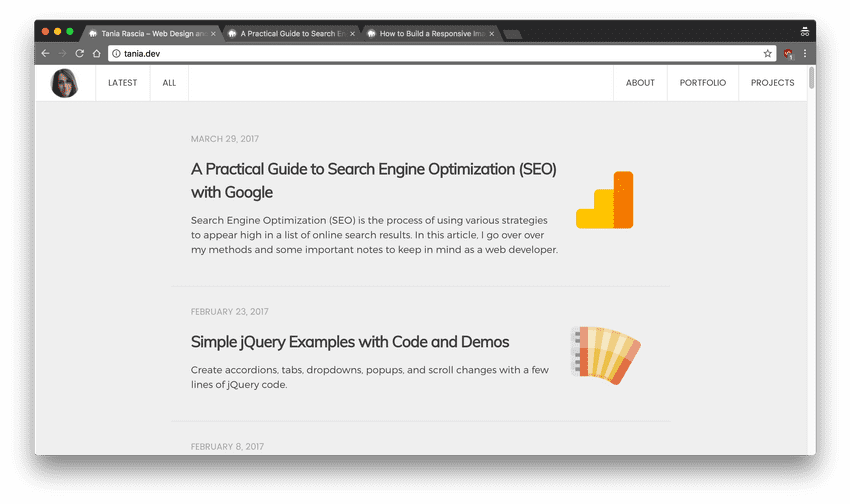 Tania Rascia – Web Design and
A Practical Guide to Search En
How to Build a Responsive Ima
tania.dev
LATEST
ALL
ABOUT
PORTFOLIO
PROJECTS
MARCH 29, 2017
A Practical Guide to Search Engine Optimization (SEO)
with Google
Search Engine Optimization (SEO) is the process of using various strategies
to appear high in a list of online search results. In this article, I go over over
my methods and some important notes to keep in mind as a web developer.
FEBRUARY 23, 2017
Simple jQuery Examples with Code and Demos
Create accordions, tabs, dropdowns, popups, and scroll changes with a few
lines of jQuery code.
FEBRUARY 8, 2017